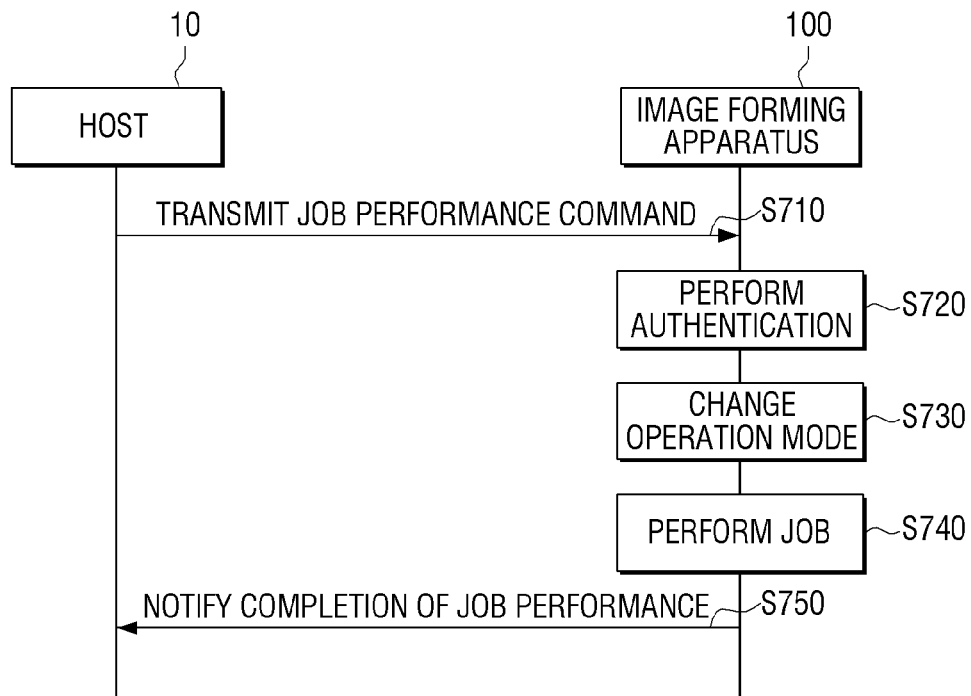 10
100
HOST
IMAGE FORMING
APPARATUS
TRANSMIT JOB PERFORMANCE COMMAND
S710
PERFORM
AUTHENTICATION
S720
CHANGE
OPERATION MODE
S730
PERFORM JOB
S740
NOTIFY COMPLETION OF JOB PERFORMANCE
S750